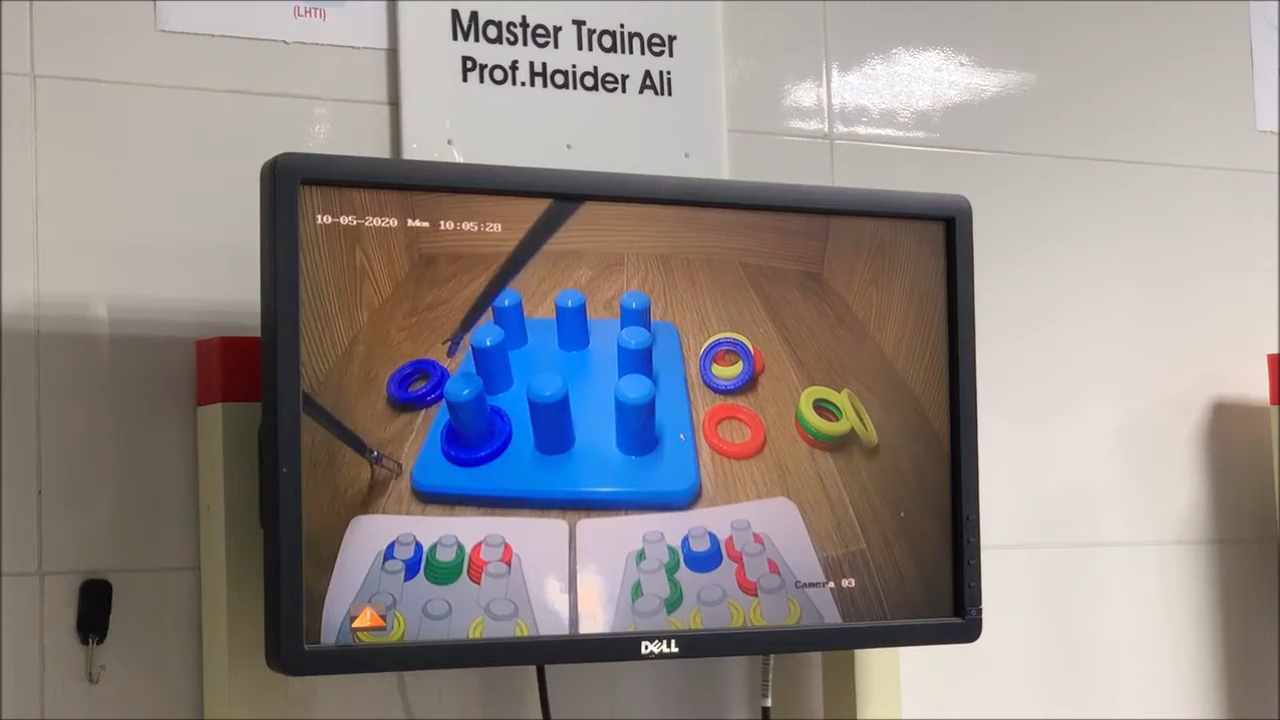 (LHTI)
Master Trainer
Prof.Haider Ali
10-05-2020 Mon 10:05:28
Camera 03
DELL